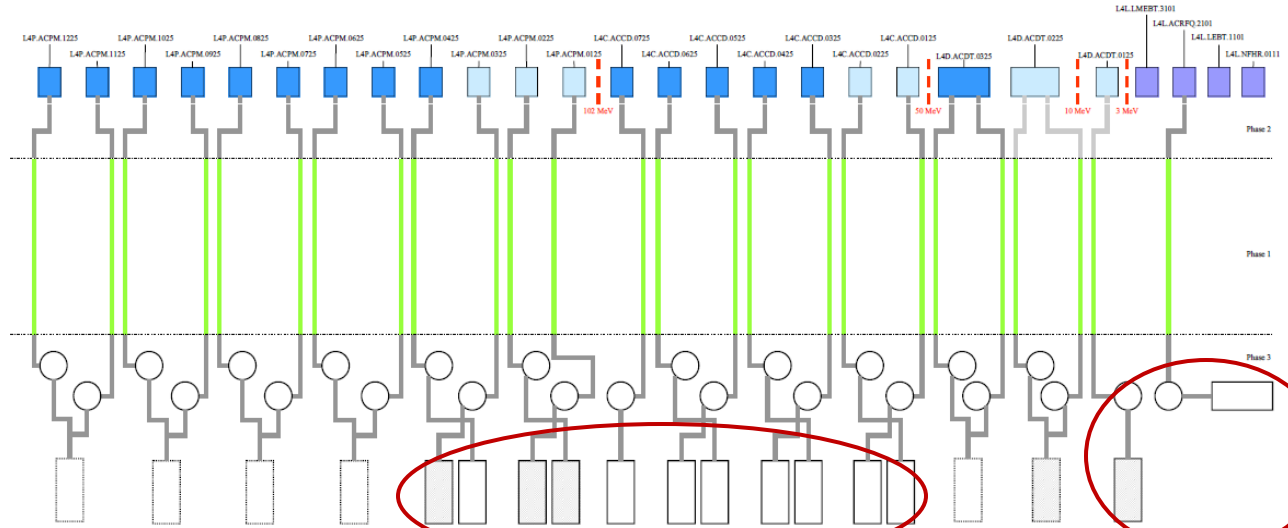 L4L.LMEBT.3101
L4L.ACRFQ.2101
L4P.ACPM.1225 L4P.ACPM.1025 L4P.ACPM.0825 L4P.ACPM.0625 L4P.ACPM.0425 L4P.ACPM.0225 L4C.ACCD.0725 L4C.ACCD.0525 L4C.ACCD.0325 L4C.ACCD.0125 L4D.ACDT.0225 L4L.LEBT.1101
L4P.ACPM.1125 L4P.ACPM.0925 L4P.ACPM.0725 L4P.ACPM.0525 L4P.ACPM.0325 L4P.ACPM.0125 L4C.ACCD.0625 L4C.ACCD.0425 L4C.ACCD.0225 L4D.ACDT.0325 L4D.ACDT.0125 L4L.NFHR.0111
102 MeV 50 MeV 10 MeV 3 MeV
Phase 2
Phase 1
Phase 3